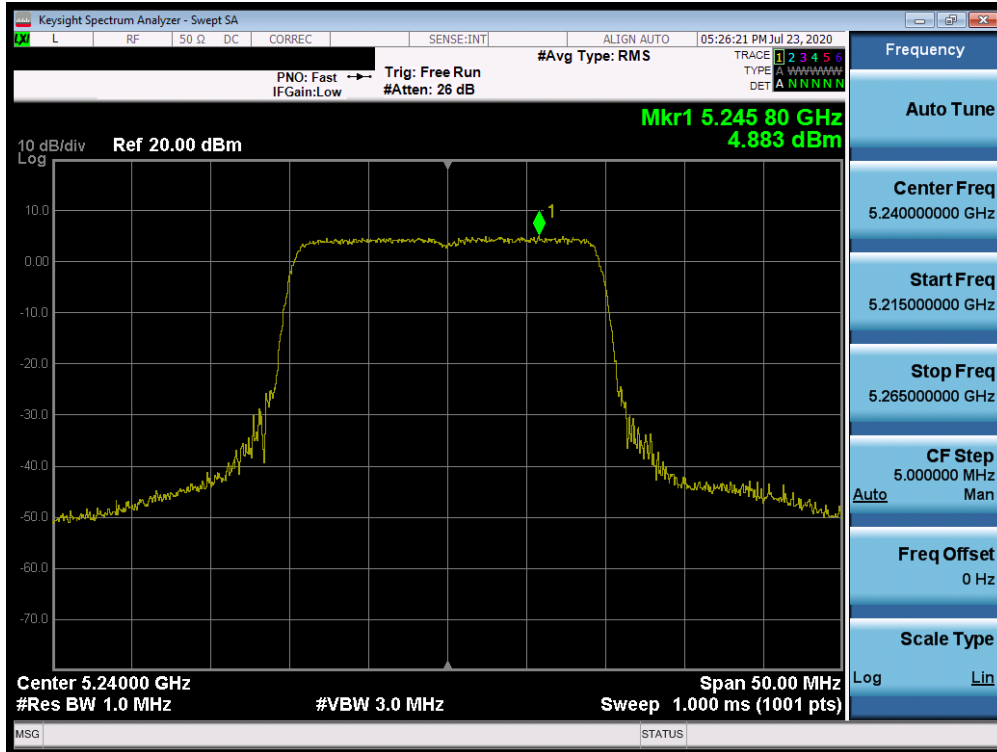 Keysight Spectrum Analyzer - Swept SA
LXI L RF 50 Ω DC CORREC SENSE:INT ALIGN AUTO 05:26:21 PM Jul 23, 2020
PNO: Fast
IFGain:Low
Trig: Free Run
#Atten: 26 dB
#Avg Type: RMS
TRACE 1 2 3 4 5 6
TYPE A WWWWW
DET A N N N N N
Mkr1 5.245 80 GHz
4.883 dBm
10 dB/div
Log
Ref 20.00 dBm
1
10.0
0.00
-10.0
-20.0
-30.0
-40.0
-50.0
-60.0
-70.0
Center 5.24000 GHz
Span 50.00 MHz
#Res BW 1.0 MHz
#VBW 3.0 MHz
Sweep 1.000 ms (1001 pts)
MSG
STATUS
Frequency
Auto Tune
Center Freq
5.240000000 GHz
Start Freq
5.215000000 GHz
Stop Freq
5.265000000 GHz
CF Step
5.000000 MHz
Auto Man
Freq Offset
0 Hz
Scale Type
Log Lin